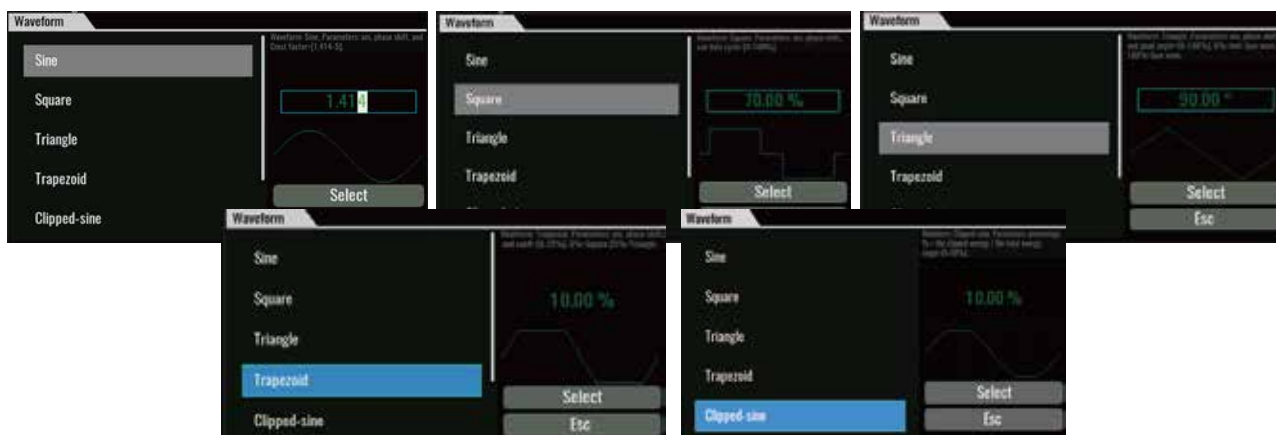 Waveform
Waveform Sine, Parameters are, phase shift, and
Crest factor-[1.414-5].
Sine
Square
Triangle
Trapezoid
Clipped-sine
1.414
Select
Waveform
Sine
Square
Triangle
Trapezoid
70.00 %
Select
Waveform
Sine
Square
Triangle
Trapezoid
90.00
Select
Esc
Waveform
Sine
Square
Triangle
Trapezoid
Clipped-sine
10.00 %
Select
Esc
Waveform
Sine
Square
Triangle
Trapezoid
Clipped-sine
10.00 %
Select
Esc